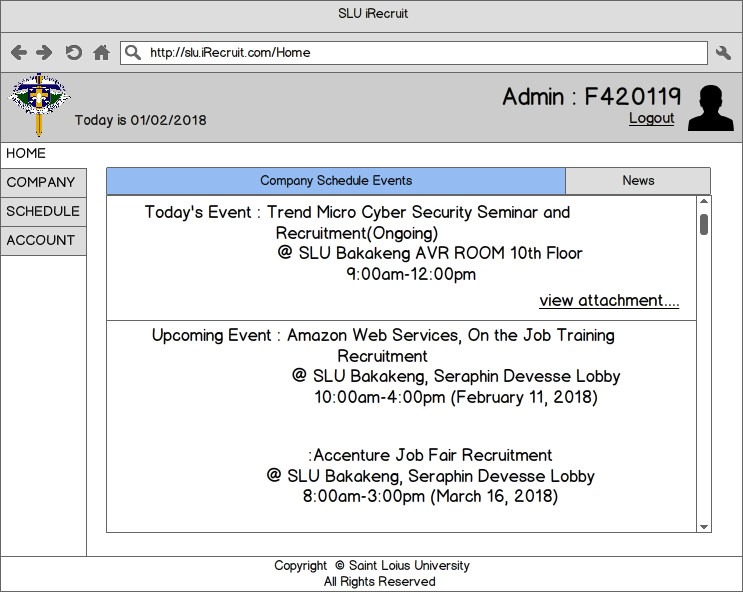 SLU iRecruit
http://slu.iRecruit.com/Home
Admin : F420119
Logout
Today is 01/02/2018
HOME
COMPANY
SCHEDULE
ACCOUNT
Company Schedule Events
News
Today's Event : Trend Micro Cyber Security Seminar and
Recruitment(Ongoing)
@ SLU Bakakeng AVR ROOM 10th Floor
9:00am-12:00pm
view attachment....
Upcoming Event : Amazon Web Services, On the Job Training
Recruitment
@ SLU Bakakeng, Seraphin Devesse Lobby
10:00am-4:00pm (February 11, 2018)
:Accenture Job Fair Recruitment
@ SLU Bakakeng, Seraphin Devesse Lobby
8:00am-3:00pm (March 16, 2018)
Copyright © Saint Loius University
All Rights Reserved